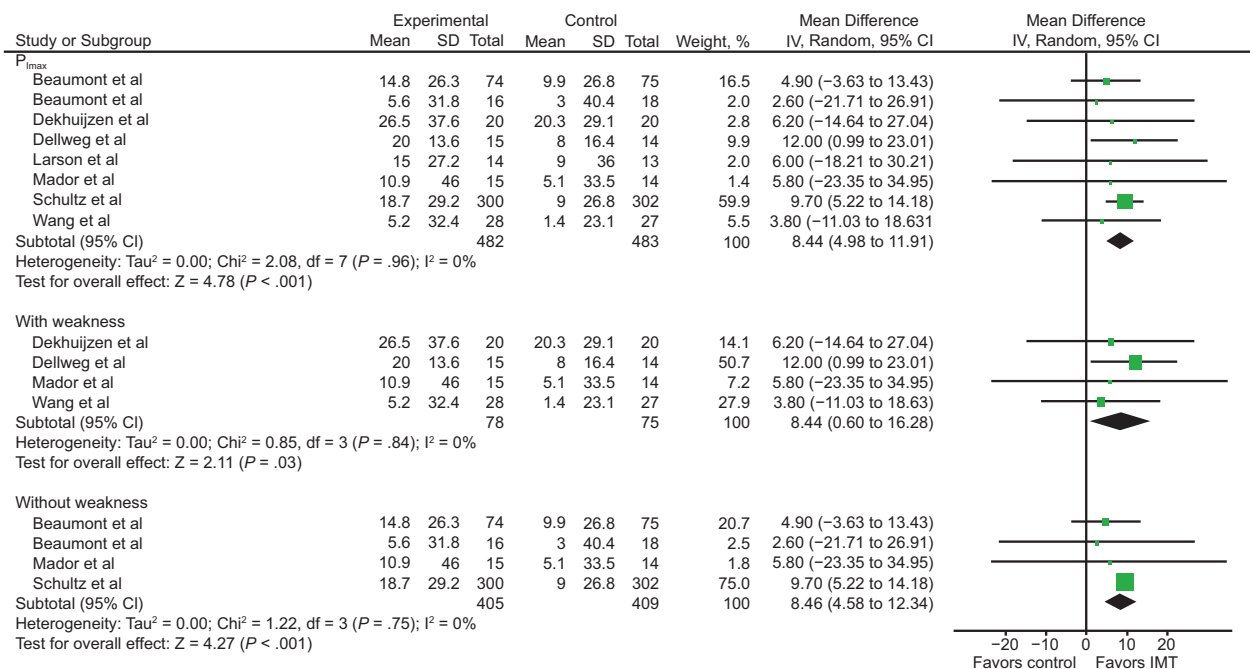 Experimental Control Mean Difference Mean Difference
Study or Subgroup Mean SD Total Mean SD Total Weight, % IV, Random, 95% CI IV, Random, 95% CI
PImax
Beaumont et al 14.8 26.3 74 9.9 26.8 75 16.5 4.90 (−3.63 to 13.43)
Beaumont et al 5.6 31.8 16 3 40.4 18 2.0 2.60 (−21.71 to 26.91)
Dekhuijzen et al 26.5 37.6 20 20.3 29.1 20 2.8 6.20 (−14.64 to 27.04)
Dellweg et al 20 13.6 15 8 16.4 14 9.9 12.00 (0.99 to 23.01)
Larson et al 15 27.2 14 9 36 13 2.0 6.00 (−18.21 to 30.21)
Mador et al 10.9 46 15 5.1 33.5 14 1.4 5.80 (−23.35 to 34.95)
Schultz et al 18.7 29.2 300 9 26.8 302 59.9 9.70 (5.22 to 14.18)
Wang et al 5.2 32.4 28 1.4 23.1 27 5.5 3.80 (−11.03 to 18.631
Subtotal (95% CI) 482 483 100 8.44 (4.98 to 11.91)
Heterogeneity: Tau² = 0.00; Chi² = 2.08, df = 7 (P = .96); I² = 0%
Test for overall effect: Z = 4.78 (P < .001)
With weakness
Dekhuijzen et al 26.5 37.6 20 20.3 29.1 20 14.1 6.20 (−14.64 to 27.04)
Dellweg et al 20 13.6 15 8 16.4 14 50.7 12.00 (0.99 to 23.01)
Mador et al 10.9 46 15 5.1 33.5 14 7.2 5.80 (−23.35 to 34.95)
Wang et al 5.2 32.4 28 1.4 23.1 27 27.9 3.80 (−11.03 to 18.63)
Subtotal (95% CI) 78 75 100 8.44 (0.60 to 16.28)
Heterogeneity: Tau² = 0.00; Chi² = 0.85, df = 3 (P = .84); I² = 0%
Test for overall effect: Z = 2.11 (P = .03)
Without weakness
Beaumont et al 14.8 26.3 74 9.9 26.8 75 20.7 4.90 (−3.63 to 13.43)
Beaumont et al 5.6 31.8 16 3 40.4 18 2.5 2.60 (−21.71 to 26.91)
Mador et al 10.9 46 15 5.1 33.5 14 1.8 5.80 (−23.35 to 34.95)
Schultz et al 18.7 29.2 300 9 26.8 302 75.0 9.70 (5.22 to 14.18)
Subtotal (95% CI) 405 409 100 8.46 (4.58 to 12.34)
Heterogeneity: Tau² = 0.00; Chi² = 1.22, df = 3 (P = .75); I² = 0%
Test for overall effect: Z = 4.27 (P < .001)
−20 −10 0 10 20
Favors control Favors IMT